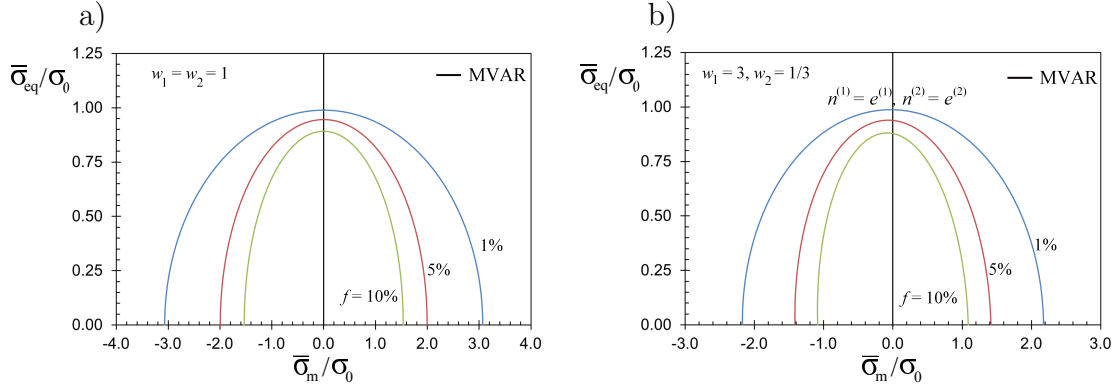 a)
σ̅eq/σ0
w1 = w2 = 1
MVAR
1.25
1.00
0.75
0.50
0.25
0.00
1%
5%
f = 10%
-4.0 -3.0 -2.0 -1.0 0.0 1.0 2.0 3.0 4.0
σ̅m/σ0
b)
σ̅eq/σ0
w1 = 3, w2 = 1/3
MVAR
n(1) = e(1), n(2) = e(2)
1.25
1.00
0.75
0.50
0.25
0.00
1%
5%
f = 10%
-3.0 -2.0 -1.0 0.0 1.0 2.0 3.0
σ̅m/σ0